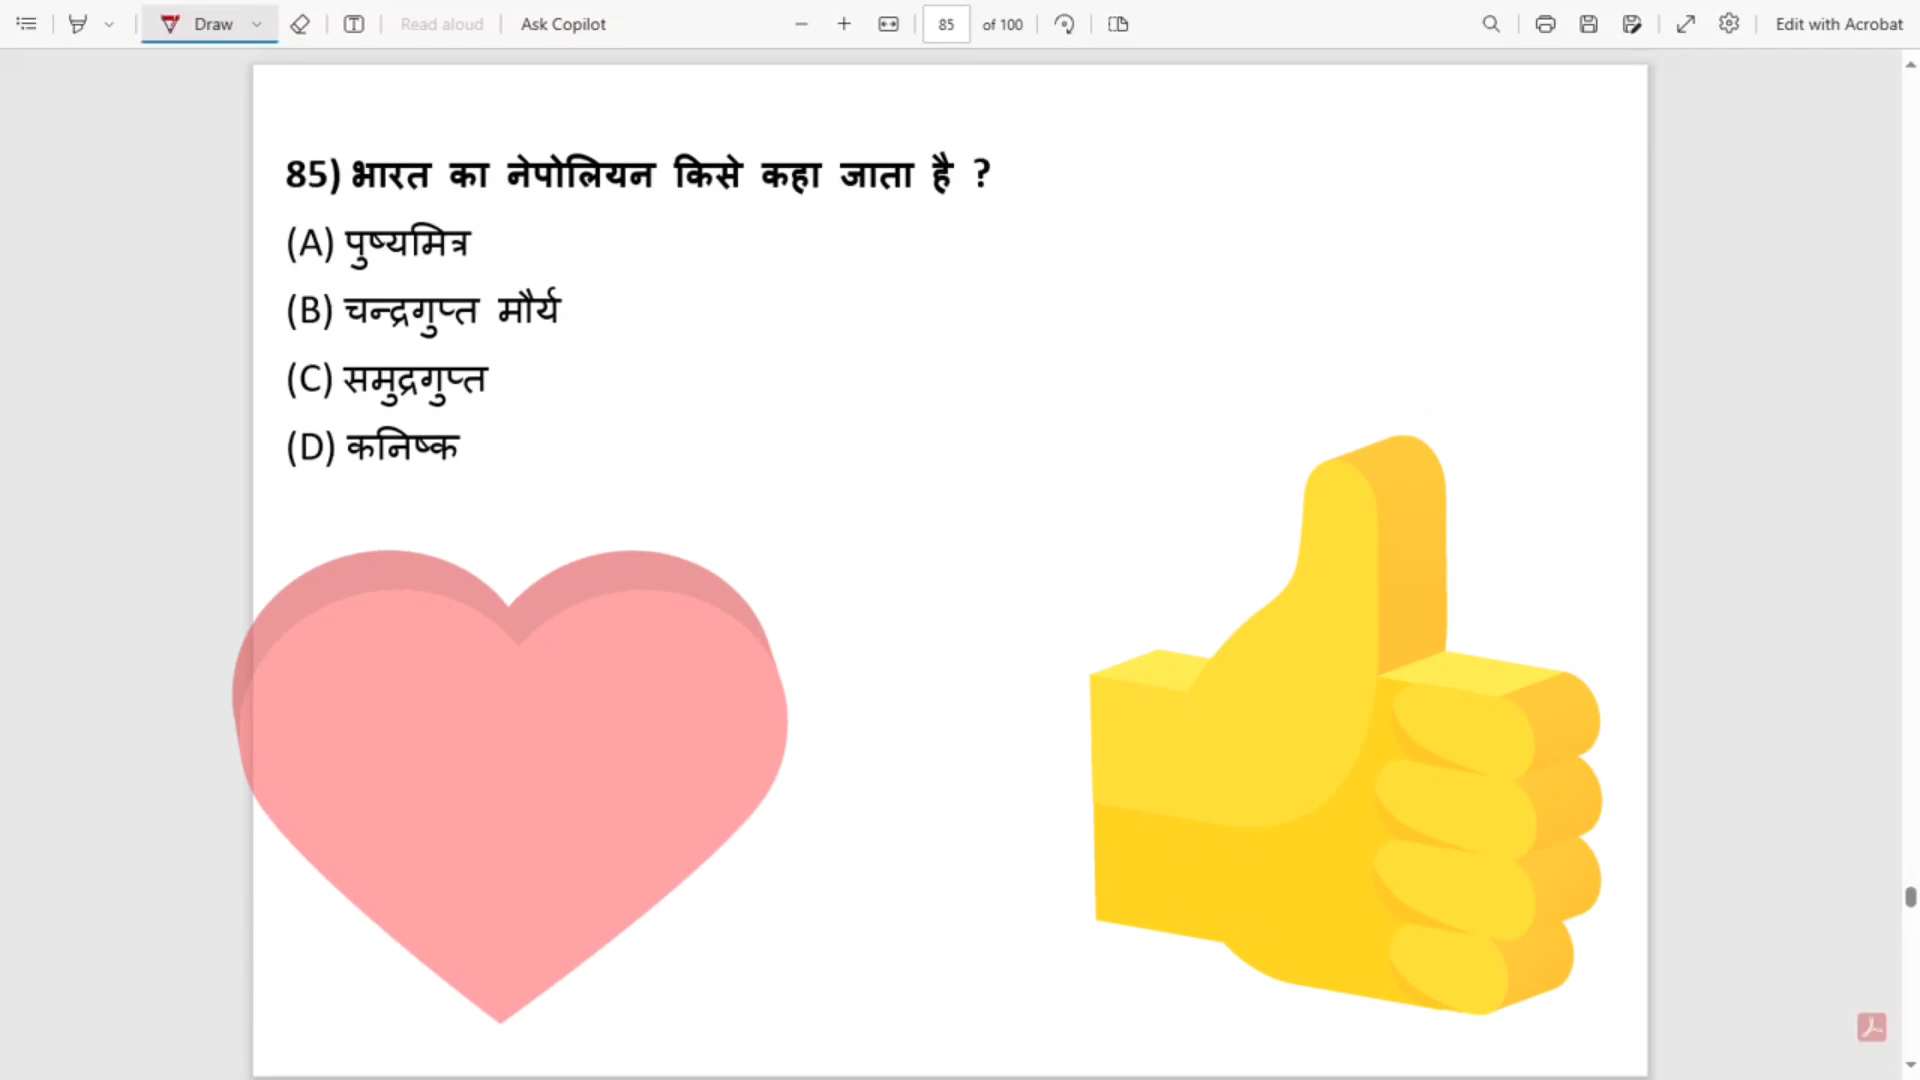 Draw Read aloud Ask Copilot 85 of 100 Edit with Acrobat
85) भारत का नेपोलियन किसे कहा जाता है ?
(A) पुष्यमित्र
(B) चन्द्रगुप्त मौर्य
(C) समुद्रगुप्त
(D) कनिष्क